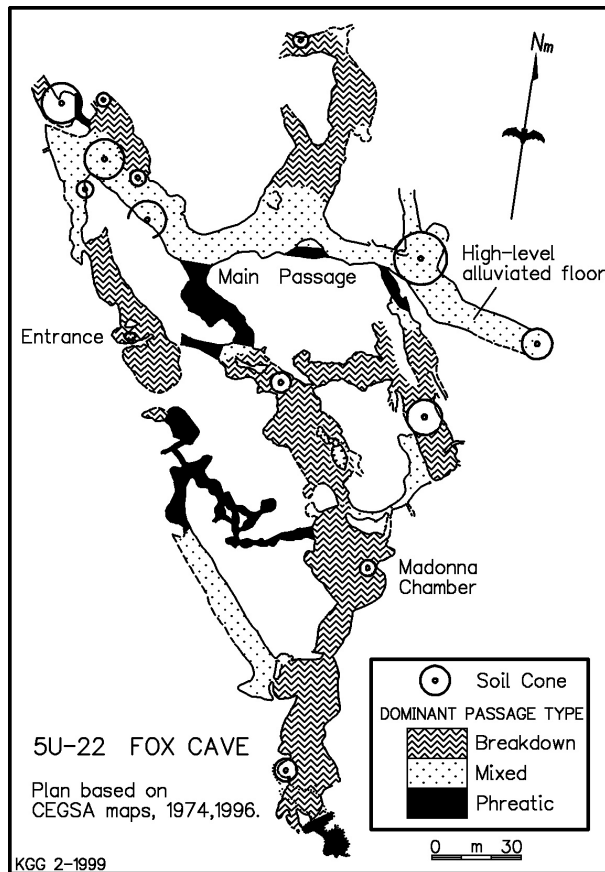 Nm
High-level
alluviated floor
Main Passage
Entrance
Madonna
Chamber
5U-22 FOX CAVE
Plan based on
CEGSA maps, 1974,1996.
KGG 2-1999
Soil Cone
DOMINANT PASSAGE TYPE
Breakdown
Mixed
Phreatic
0 m 30